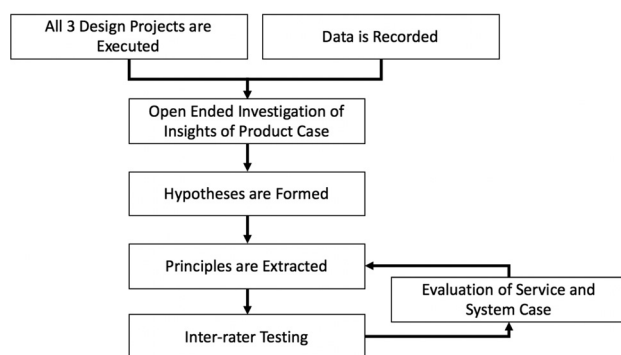 All 3 Design Projects are
Executed
Data is Recorded
Open Ended Investigation of
Insights of Product Case
Hypotheses are Formed
Principles are Extracted
Evaluation of Service and
System Case
Inter-rater Testing